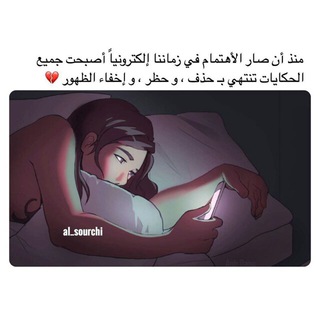 منذ أن صار الأهتمام في زماننا إلكترونياً أصبحت جميع
الحكايات تنتهي بـ حذف ، و حظر ، و إخفاء الظهور 💔
al_sourchi